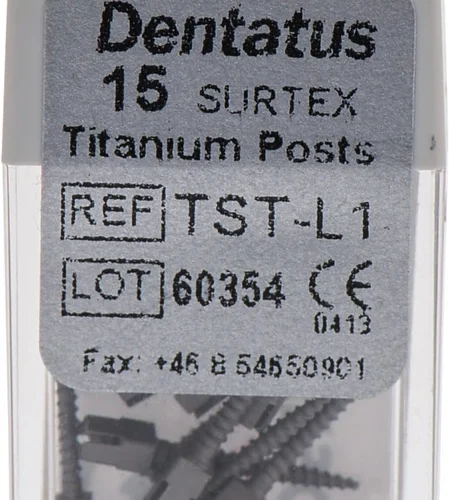 Dentatus
15 SURTEX
Titanium Posts
REF TST-L1
LOT 60354 CE
0413
Fax: +46 8 54650901